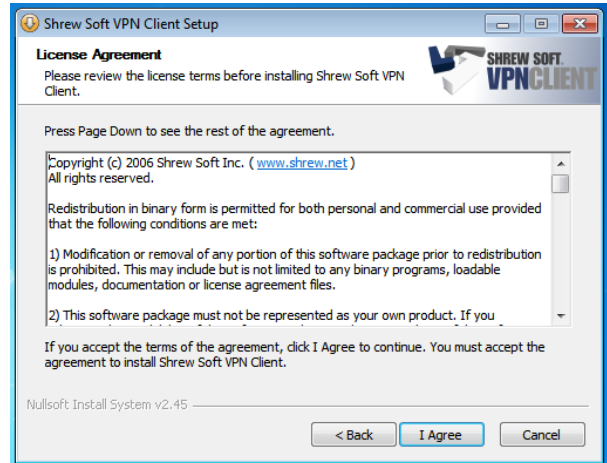 Shrew Soft VPN Client Setup
License Agreement
Please review the license terms before installing Shrew Soft VPN
Client.
SHREW SOFT.
VPNCLIENT
Press Page Down to see the rest of the agreement.
Copyright (c) 2006 Shrew Soft Inc. ( www.shrew.net )
All rights reserved.
Redistribution in binary form is permitted for both personal and commercial use provided
that the following conditions are met:
1) Modification or removal of any portion of this software package prior to redistribution
is prohibited. This may include but is not limited to any binary programs, loadable
modules, documentation or license agreement files.
2) This software package must not be represented as your own product. If you
If you accept the terms of the agreement, click I Agree to continue. You must accept the
agreement to install Shrew Soft VPN Client.
Nullsoft Install System v2.45
< Back
I Agree
Cancel